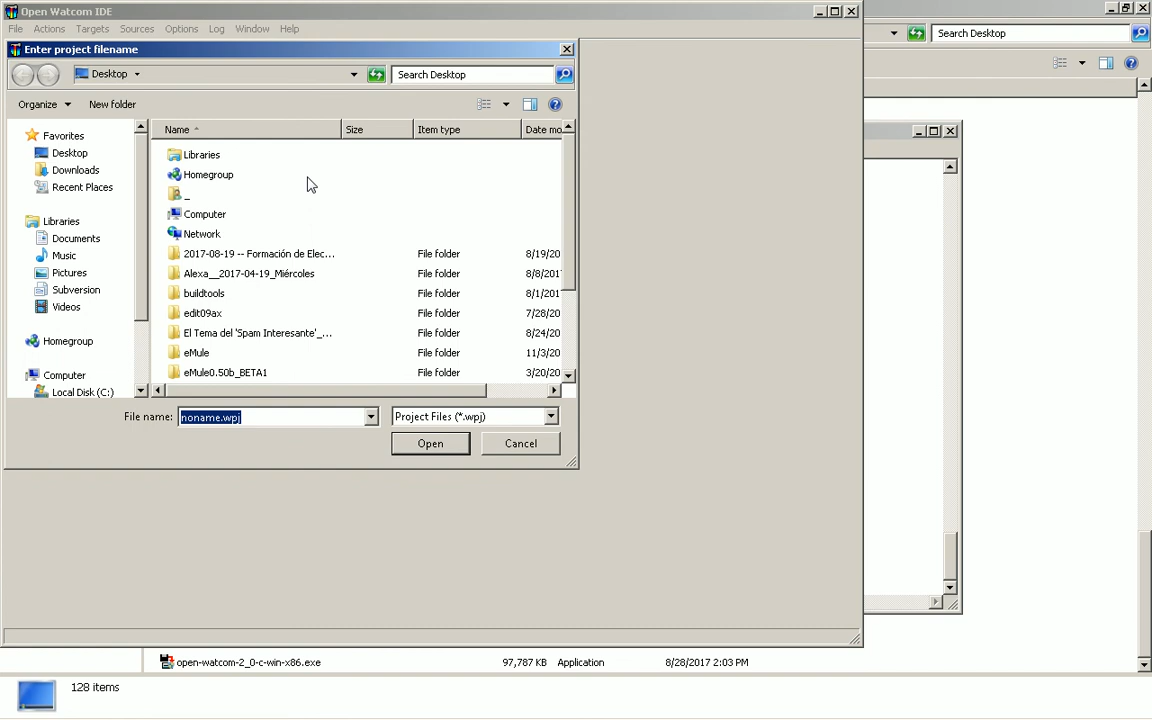 Open Watcom IDE
File Actions Targets Sources Options Log Window Help
Search Desktop
Enter project filename
Desktop
Search Desktop
Organize New folder
Favorites
Desktop
Downloads
Recent Places
Libraries
Documents
Music
Pictures
Subversion
Videos
Homegroup
Computer
Local Disk (C:)
Name Size Item type Date mo
Libraries
Homegroup
_
Computer
Network
2017-08-19 -- Formación de Elec... File folder 8/19/20
Alexa__2017-04-19_Miércoles File folder 8/8/201
buildtools File folder 8/1/201
edit09ax File folder 7/28/20
El Tema del 'Spam Interesante'_... File folder 8/24/20
eMule File folder 11/3/20
eMule0.50b_BETA1 File folder 3/20/20
File name: noname.wpj Project Files (*.wpj)
Open Cancel
open-watcom-2_0-c-win-x86.exe 97,787 KB Application 8/28/2017 2:03 PM
128 items